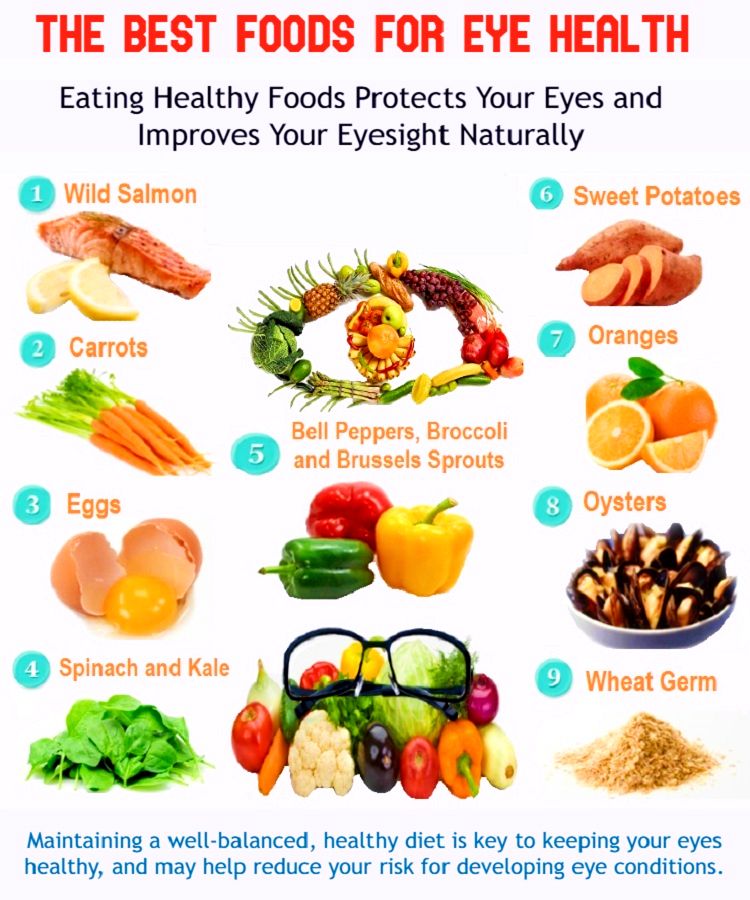 THE BEST FOODS FOR EYE HEALTH
Eating Healthy Foods Protects Your Eyes and
Improves Your Eyesight Naturally
1 Wild Salmon
2 Carrots
3 Eggs
4 Spinach and Kale
5 Bell Peppers, Broccoli
and Brussels Sprouts
6 Sweet Potatoes
7 Oranges
8 Oysters
9 Wheat Germ
Maintaining a well-balanced, healthy diet is key to keeping your eyes
healthy, and may help reduce your risk for developing eye conditions.